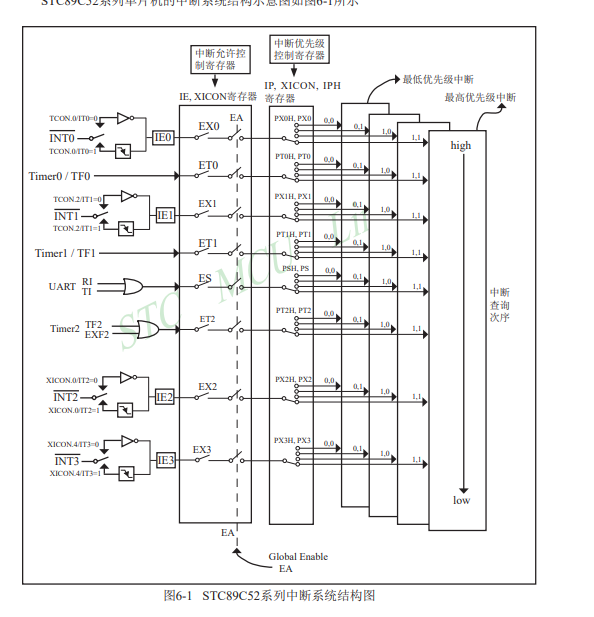 STC89C52系列单片机的中断系统结构示意图如图6-1所示
中断允许控
制寄存器
中断优先级
控制寄存器
最低优先级中断
最高优先级中断
IE, XICON寄存器
IP, XICON, IPH
寄存器
TCON.0/IT0=0
INT0
TCON.0/IT0=1
IE0
EX0
EA
PX0H, PX0
0,0
0,1
1,0
1,1
high
Timer0 / TF0
ET0
PT0H, PT0
0,0
0,1
1,0
1,1
TCON.2/IT1=0
INT1
TCON.2/IT1=1
IE1
EX1
PX1H, PX1
0,0
0,1
1,0
1,1
Timer1 / TF1
ET1
PT1H, PT1
0,0
0,1
1,0
1,1
UART
RI
TI
ES
PSH, PS
0,0
0,1
1,0
1,1
中断
查询
次序
Timer2
TF2
EXF2
ET2
PT2H, PT2
0,0
0,1
1,0
1,1
XICON.0/IT2=0
INT2
XICON.0/IT2=1
IE2
EX2
PX2H, PX2
0,0
0,1
1,0
1,1
XICON.4/IT3=0
INT3
XICON.4/IT3=1
IE3
EX3
PX3H, PX3
0,0
0,1
1,0
1,1
low
EA
Global Enable
EA
STC MCU Li
图6-1 STC89C52系列中断系统结构图